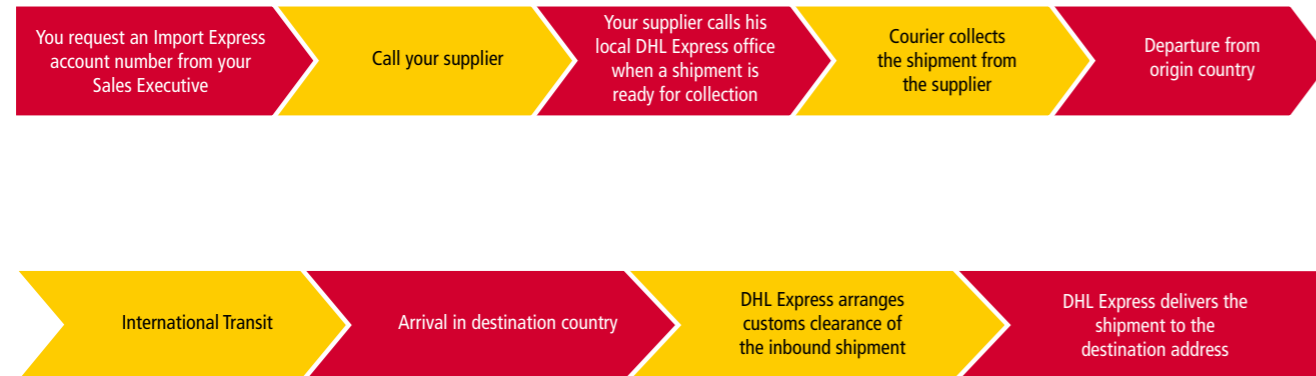 You request an Import Express
account number from your
Sales Executive
Call your supplier
Your supplier calls his
local DHL Express office
when a shipment is
ready for collection
Courier collects
the shipment from
the supplier
Departure from
origin country
International Transit
Arrival in destination country
DHL Express arranges
customs clearance of
the inbound shipment
DHL Express delivers the
shipment to the
destination address